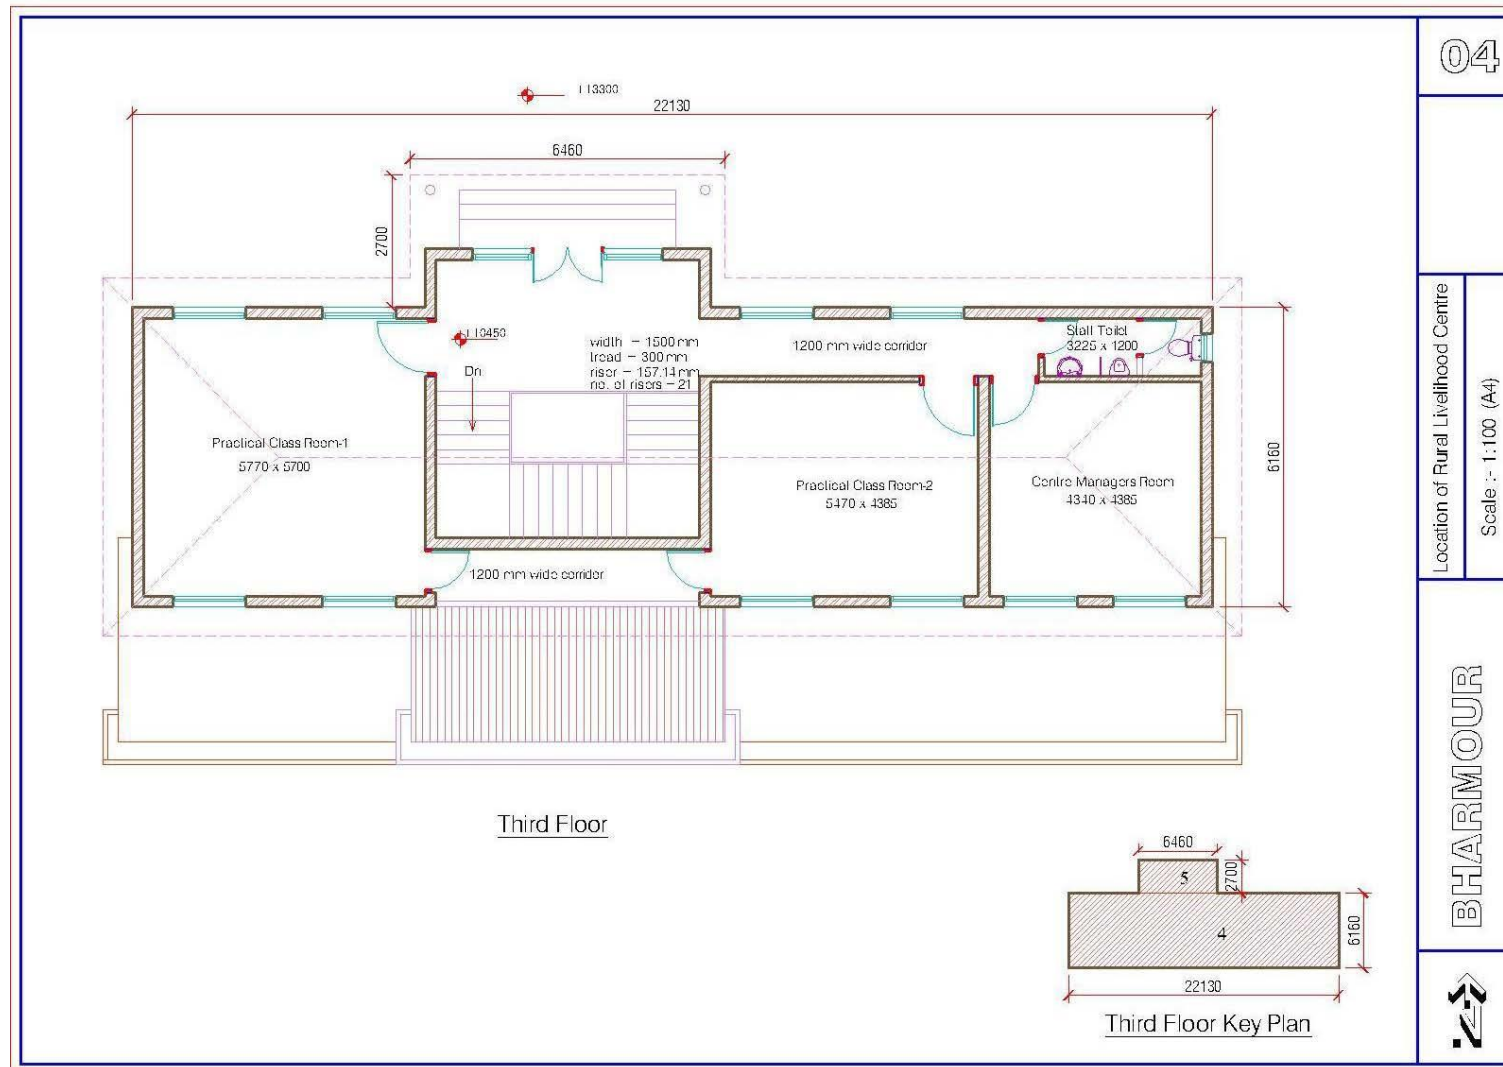 04
22130
6460
2700
width - 1500 mm
tread - 300 mm
riser - 157.14 mm
no. of risers - 21
Dn
1200 mm wide corridor
Staff Toilet
3225 x 1200
Practical Class Room-1
5770 x 5700
Practical Class Room-2
5470 x 4385
Centre Managers Room
4340 x 4385
6160
1200 mm wide corridor
Third Floor
6460
5
2700
4
6160
22130
Third Floor Key Plan
Location of Rural Livelihood Centre
Scale :- 1:100 (A4)
BHARMOUR